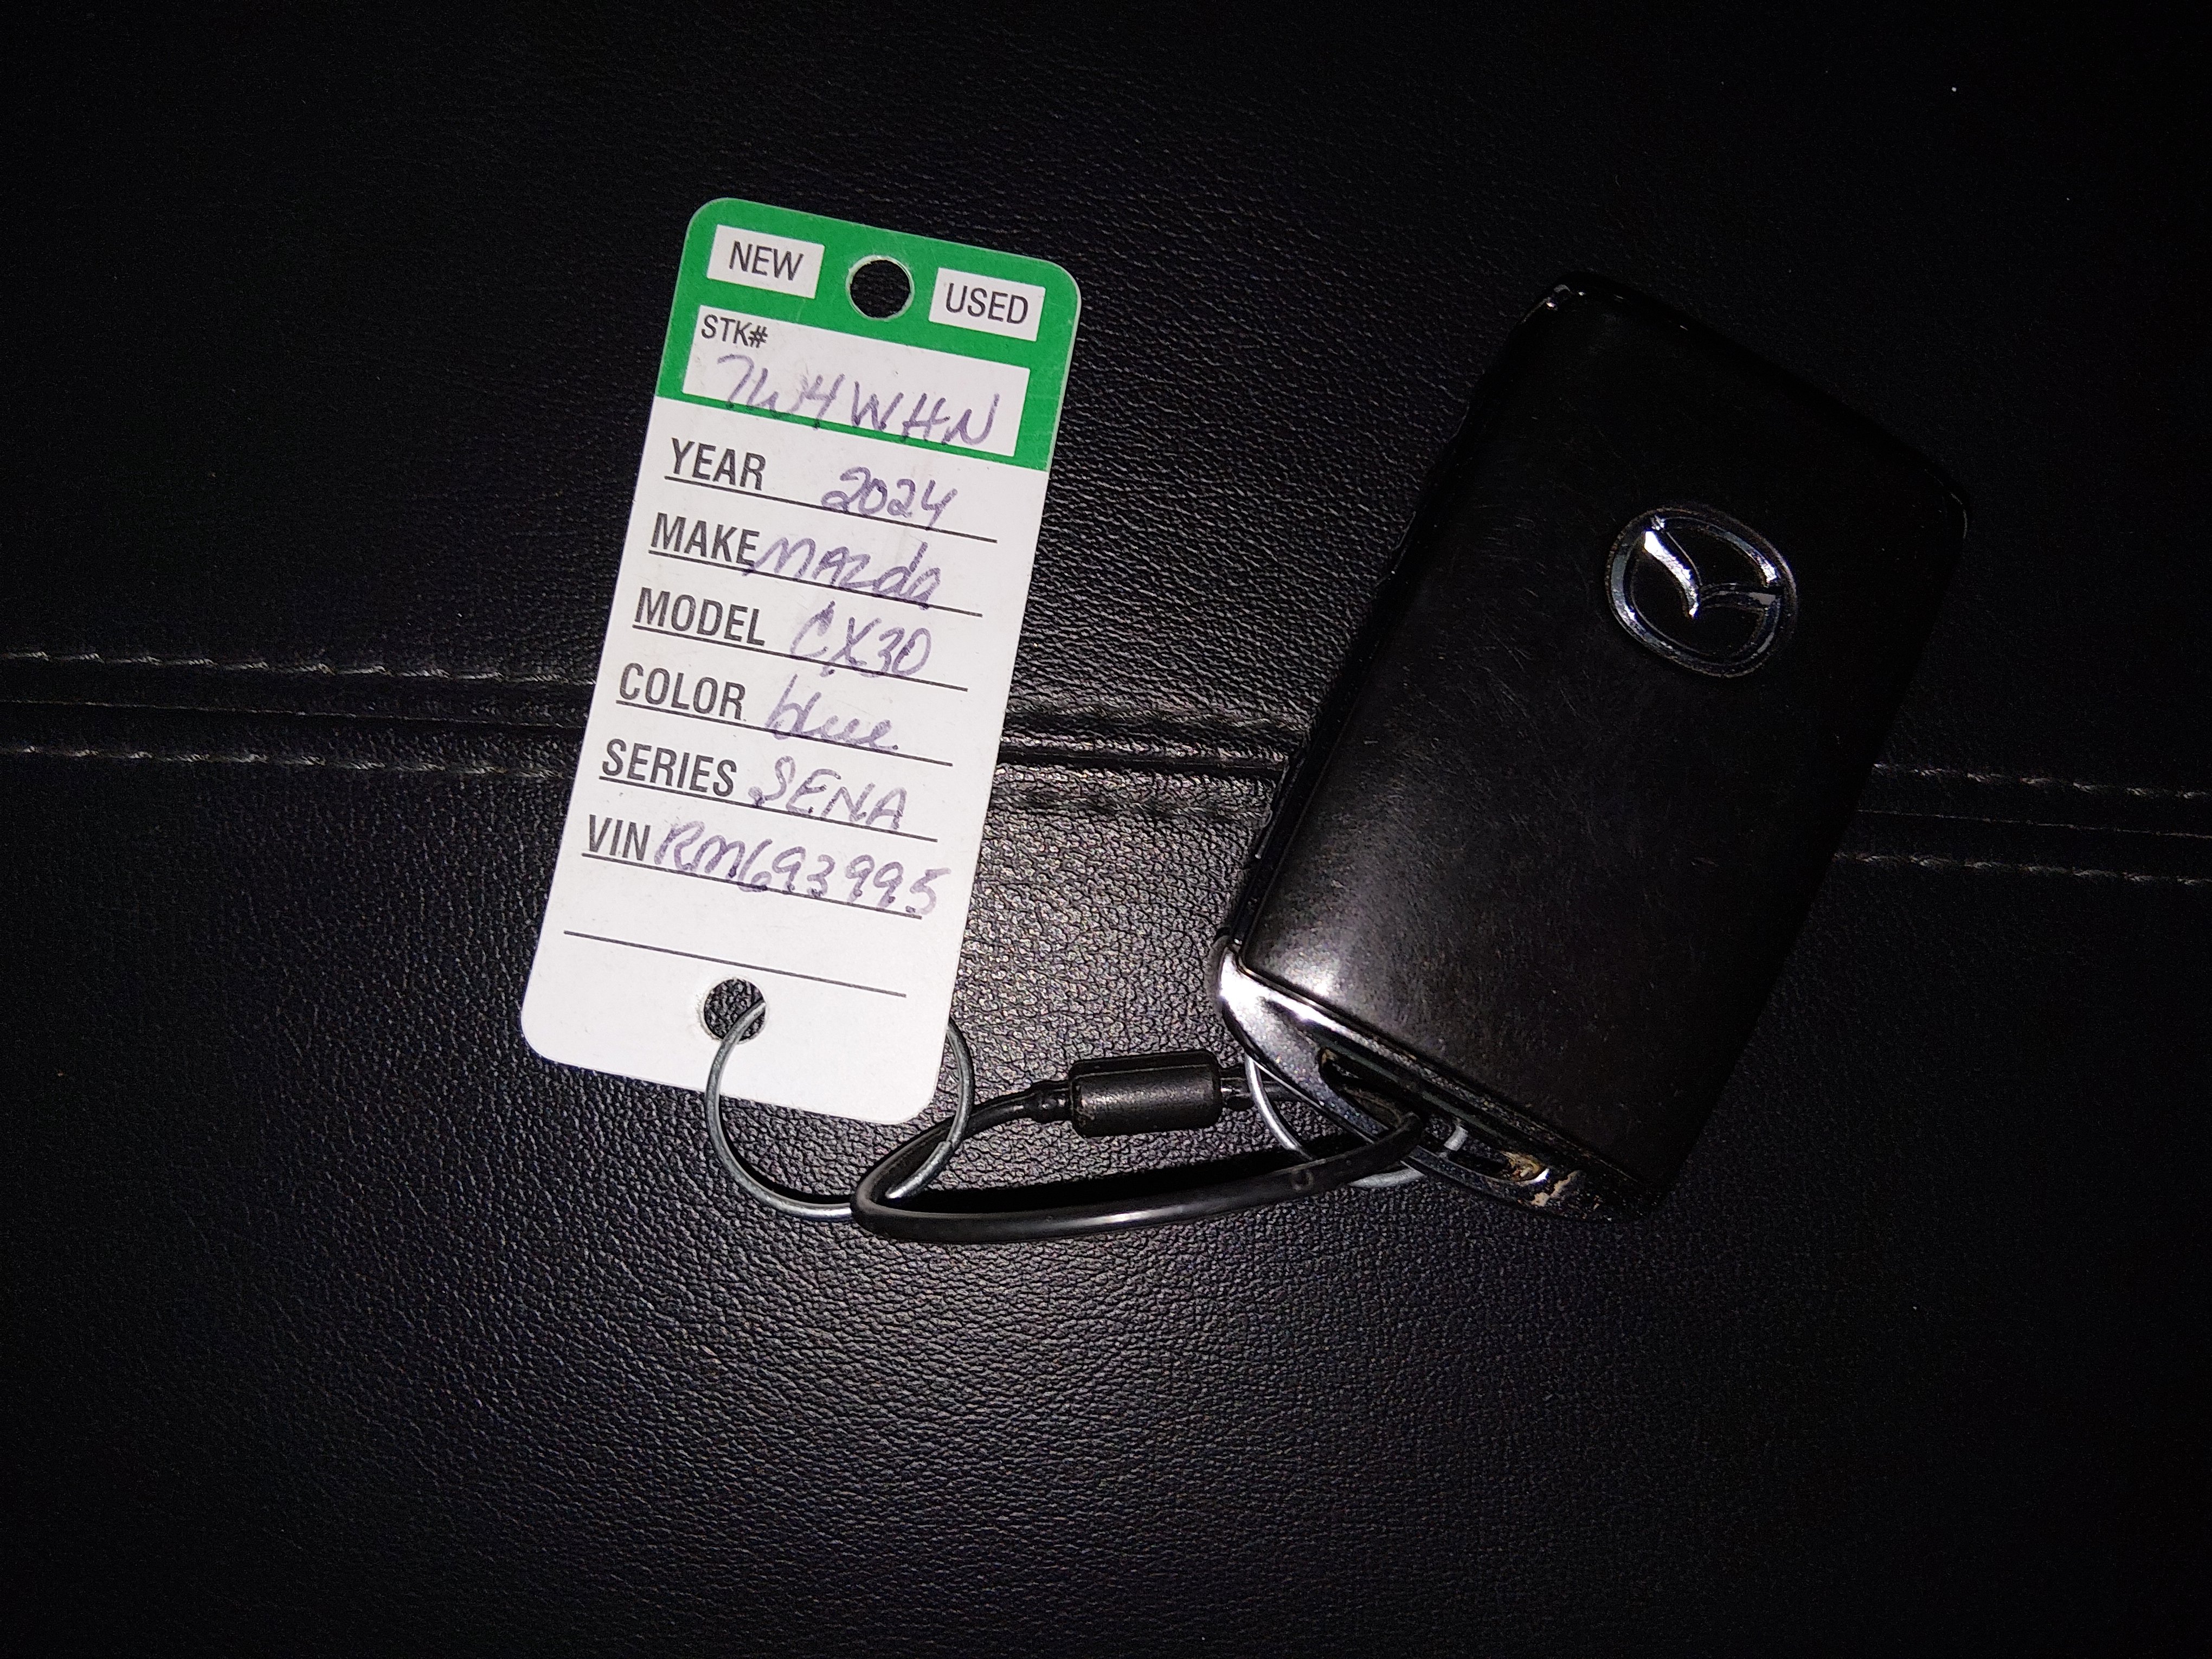 NEW USED
STK#
7W4WHN
YEAR 2024
MAKE MAZda
MODEL CX30
COLOR blue
SERIES SENA
VIN RM693995